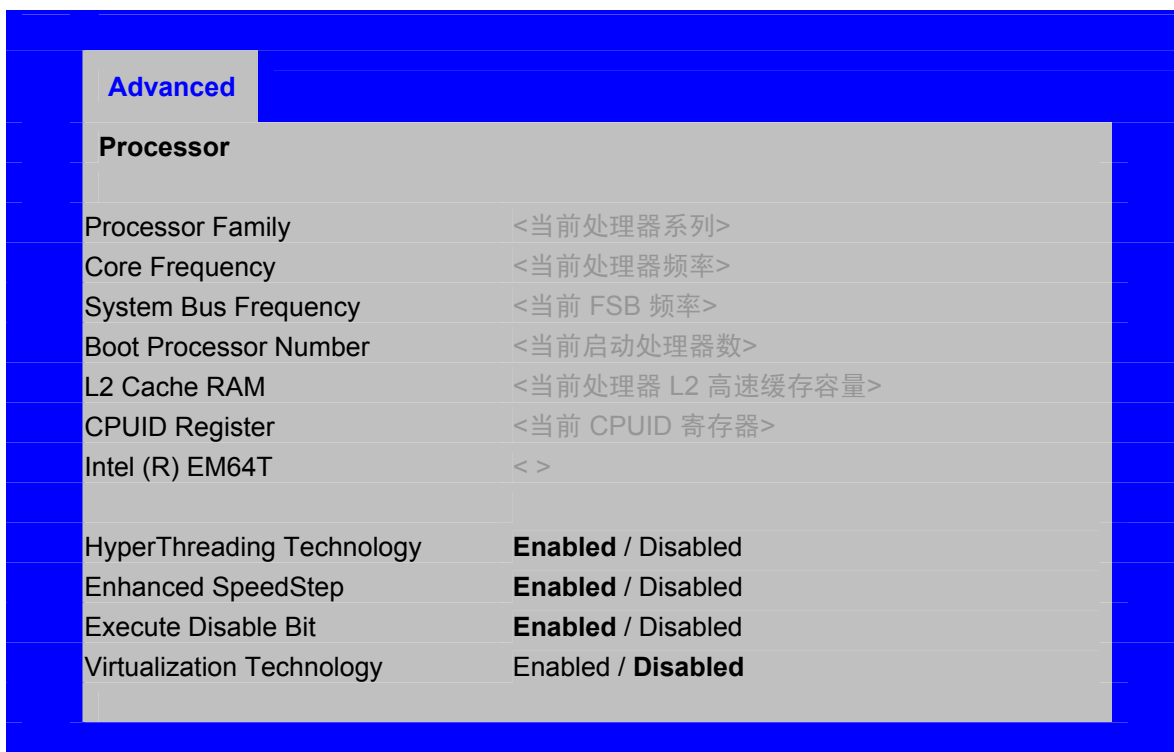 Advanced
Processor
Processor Family <当前处理器系列>
Core Frequency <当前处理器频率>
System Bus Frequency <当前 FSB 频率>
Boot Processor Number <当前启动处理器数>
L2 Cache RAM <当前处理器 L2 高速缓存容量>
CPUID Register <当前 CPUID 寄存器>
Intel (R) EM64T < >
HyperThreading Technology Enabled / Disabled
Enhanced SpeedStep Enabled / Disabled
Execute Disable Bit Enabled / Disabled
Virtualization Technology Enabled / Disabled